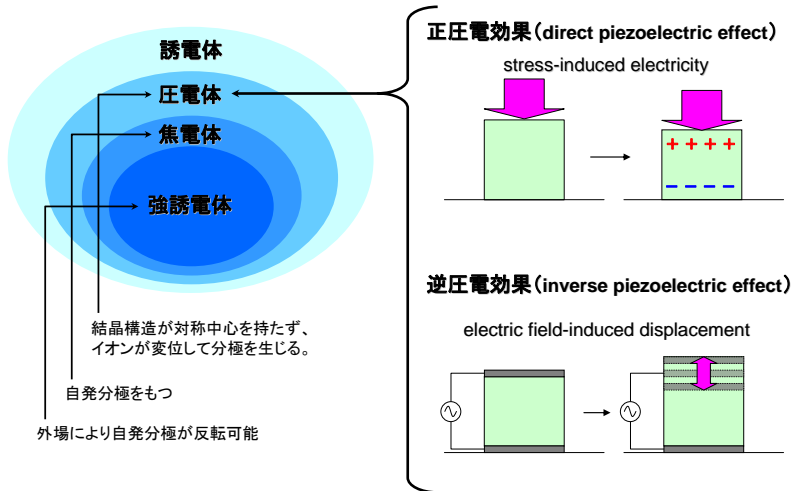 誘電体
圧電体
焦電体
強誘電体
結晶構造が対称中心を持たず、
イオンが変位して分極を生じる。
自発分極をもつ
外場により自発分極が反転可能
正圧電効果(direct piezoelectric effect)
stress-induced electricity
+ + + +
− − − −
逆圧電効果(inverse piezoelectric effect)
electric field-induced displacement